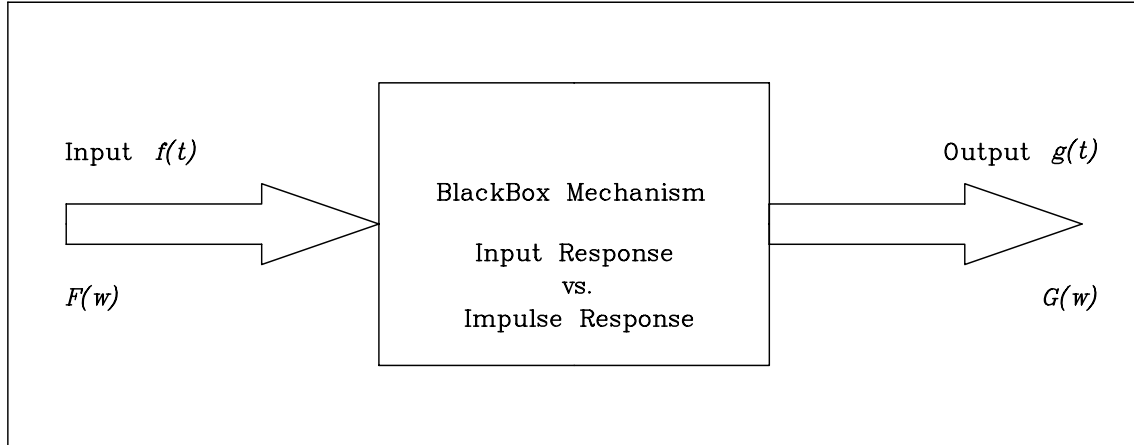 Input f(t)
Output g(t)
BlackBox Mechanism
Input Response
vs.
Impulse Response
F(w)
G(w)